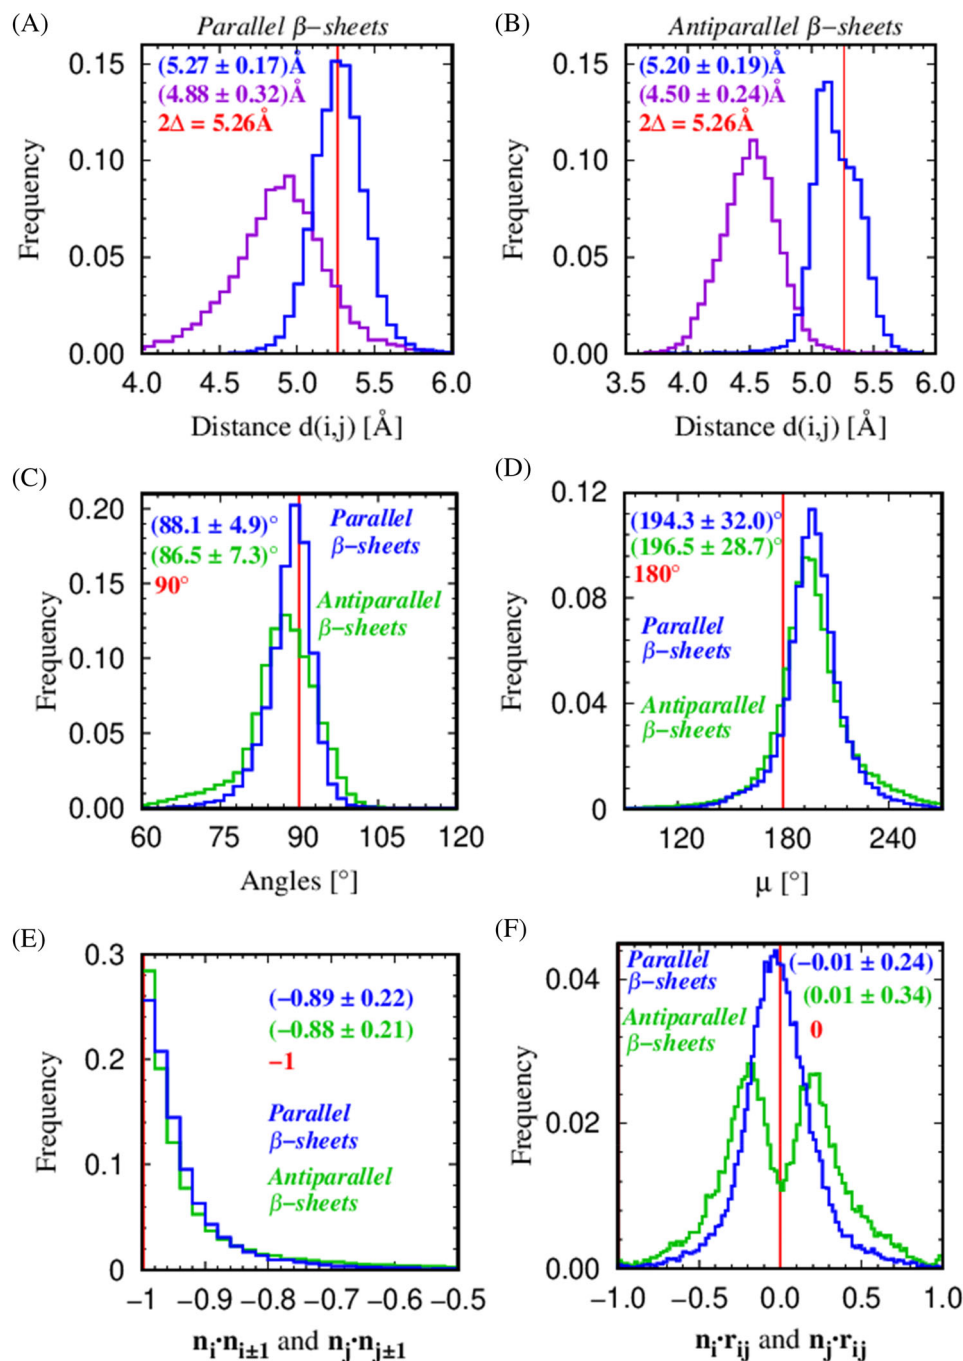 (A)
Parallel β−sheets
(5.27 ± 0.17)Å
(4.88 ± 0.32)Å
2Δ = 5.26Å
0.15
0.10
0.05
0.00
Frequency
4.0 4.5 5.0 5.5 6.0
Distance d(i,j) [Å]
(B)
Antiparallel β−sheets
(5.20 ± 0.19)Å
(4.50 ± 0.24)Å
2Δ = 5.26Å
0.15
0.10
0.05
0.00
Frequency
3.5 4.0 4.5 5.0 5.5 6.0
Distance d(i,j) [Å]
(C)
(88.1 ± 4.9)°
(86.5 ± 7.3)°
90°
Parallel
β−sheets
Antiparallel
β−sheets
0.20
0.15
0.10
0.05
0.00
Frequency
60 75 90 105 120
Angles [°]
(D)
(194.3 ± 32.0)°
(196.5 ± 28.7)°
180°
Parallel
β−sheets
Antiparallel
β−sheets
0.12
0.08
0.04
0
Frequency
120 180 240
μ [°]
(E)
(−0.89 ± 0.22)
(−0.88 ± 0.21)
−1
Parallel
β−sheets
Antiparallel
β−sheets
0.3
0.2
0.1
0
Frequency
−1 −0.9 −0.8 −0.7 −0.6 −0.5
nᵢ·nᵢ±₁ and nⱼ·nⱼ±₁
(F)
Parallel
β−sheets
Antiparallel
β−sheets
(−0.01 ± 0.24)
(0.01 ± 0.34)
0
0.04
0.02
0.00
Frequency
−1.0 −0.5 0.0 0.5 1.0
nᵢ·rᵢⱼ and nⱼ·rᵢⱼ